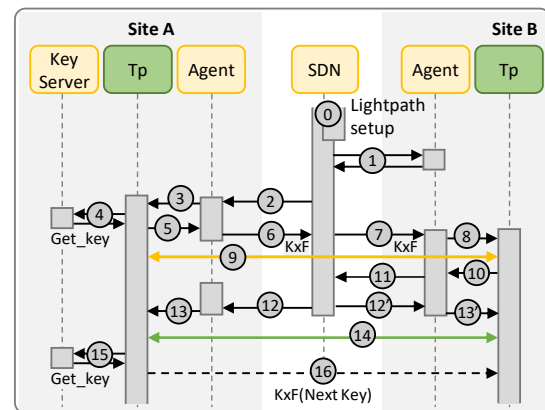 Site A
Site B
Key
Server
Tp
Agent
SDN
Agent
Tp
0
Lightpath
setup
1
2
3
4
Get_key
5
6
KxF
7
KxF
8
9
10
11
12
12'
13
13'
14
15
Get_key
16
KxF(Next Key)